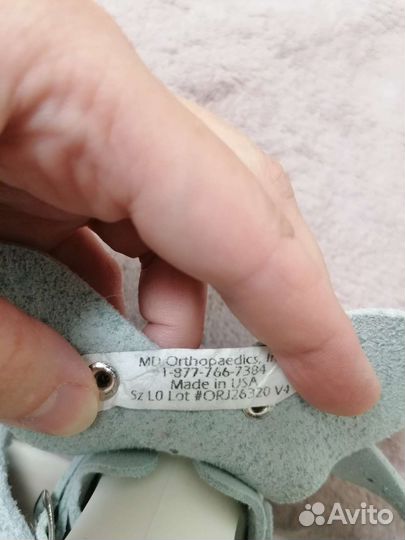 MD Orthopaedics, In
1-877-766-7384
Made in USA
Sz L0 Lot #ORJ26320 V4
Avito